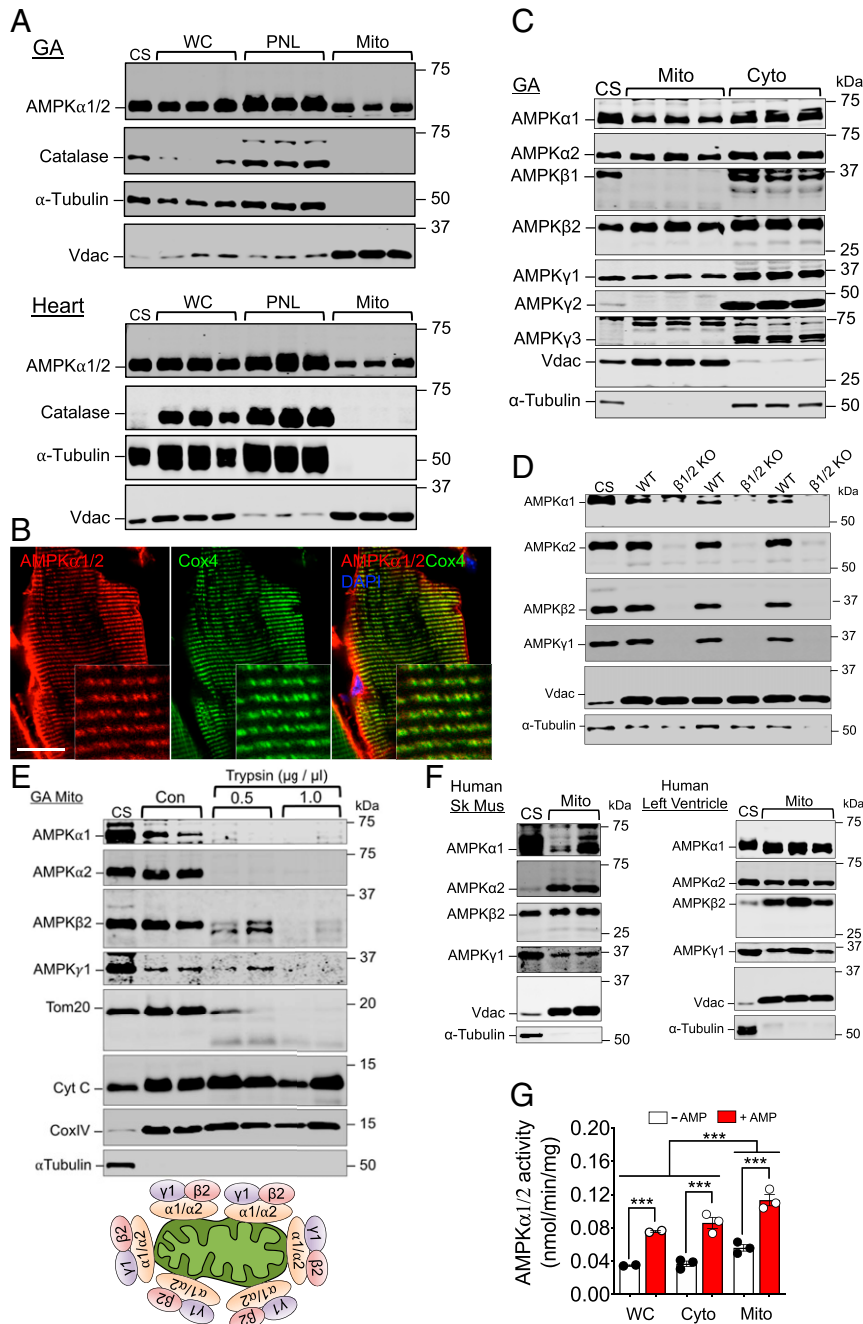 A
GA
CS WC PNL Mito
75
AMPKα1/2
75
Catalase
α-Tubulin
50
37
Vdac
Heart
CS WC PNL Mito
75
AMPKα1/2
75
Catalase
α-Tubulin
50
37
Vdac
B
AMPKα1/2
Cox4
AMPKα1/2Cox4
DAPI
C
GA
CS Mito Cyto kDa
75
AMPKα1
AMPKα2
AMPKβ1
37
AMPKβ2
25
AMPKγ1
37
50
AMPKγ2
75
AMPKγ3
Vdac
25
α-Tubulin
50
D
CS WT β1/2 KO WT β1/2 KO WT β1/2 KO
kDa
AMPKα1
50
AMPKα2
50
37
AMPKβ2
37
AMPKγ1
37
Vdac
α-Tubulin
50
E
Trypsin (µg / µl)
GA Mito
CS Con 0.5 1.0 kDa
75
AMPKα1
75
AMPKα2
37
AMPKβ2
37
AMPKγ1
Tom20
20
15
Cyt C
CoxIV
15
αTubulin
50
γ1 β2 γ1 β2
α1/α2 α1/α2
β2 γ1 α1/α2
α1/α2 γ1 β2
α1/α2 β2 γ1
α1/α2 β2 γ1
F
Human
Sk Mus
CS Mito kDa
75
AMPKα1
75
AMPKα2
AMPKβ2
25
AMPKγ1
37
37
Vdac
α-Tubulin
50
Human
Left Ventricle
CS Mito kDa
75
AMPKα1
AMPKα2
50
AMPKβ2
25
AMPKγ1
37
37
Vdac
α-Tubulin
50
G
− AMP + AMP
AMPKα1/2 activity
(nmol/min/mg)
0.20
0.16
0.12
0.08
0.04
0
***
***
***
***
WC Cyto Mito